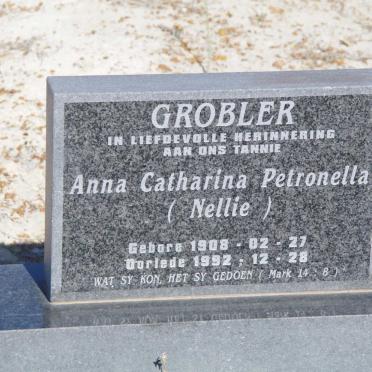 GROBLER
IN LIEFDEVOLLE HERINNERING
AAN ONS TANNIE
Anna Catharina Petronella
( Nellie )
Gebore 1908 - 02 - 27
Oorlede 1992 - 12 - 28
WAT SY KON, HET SY GEDOEN ( Mark 14 - 8 )